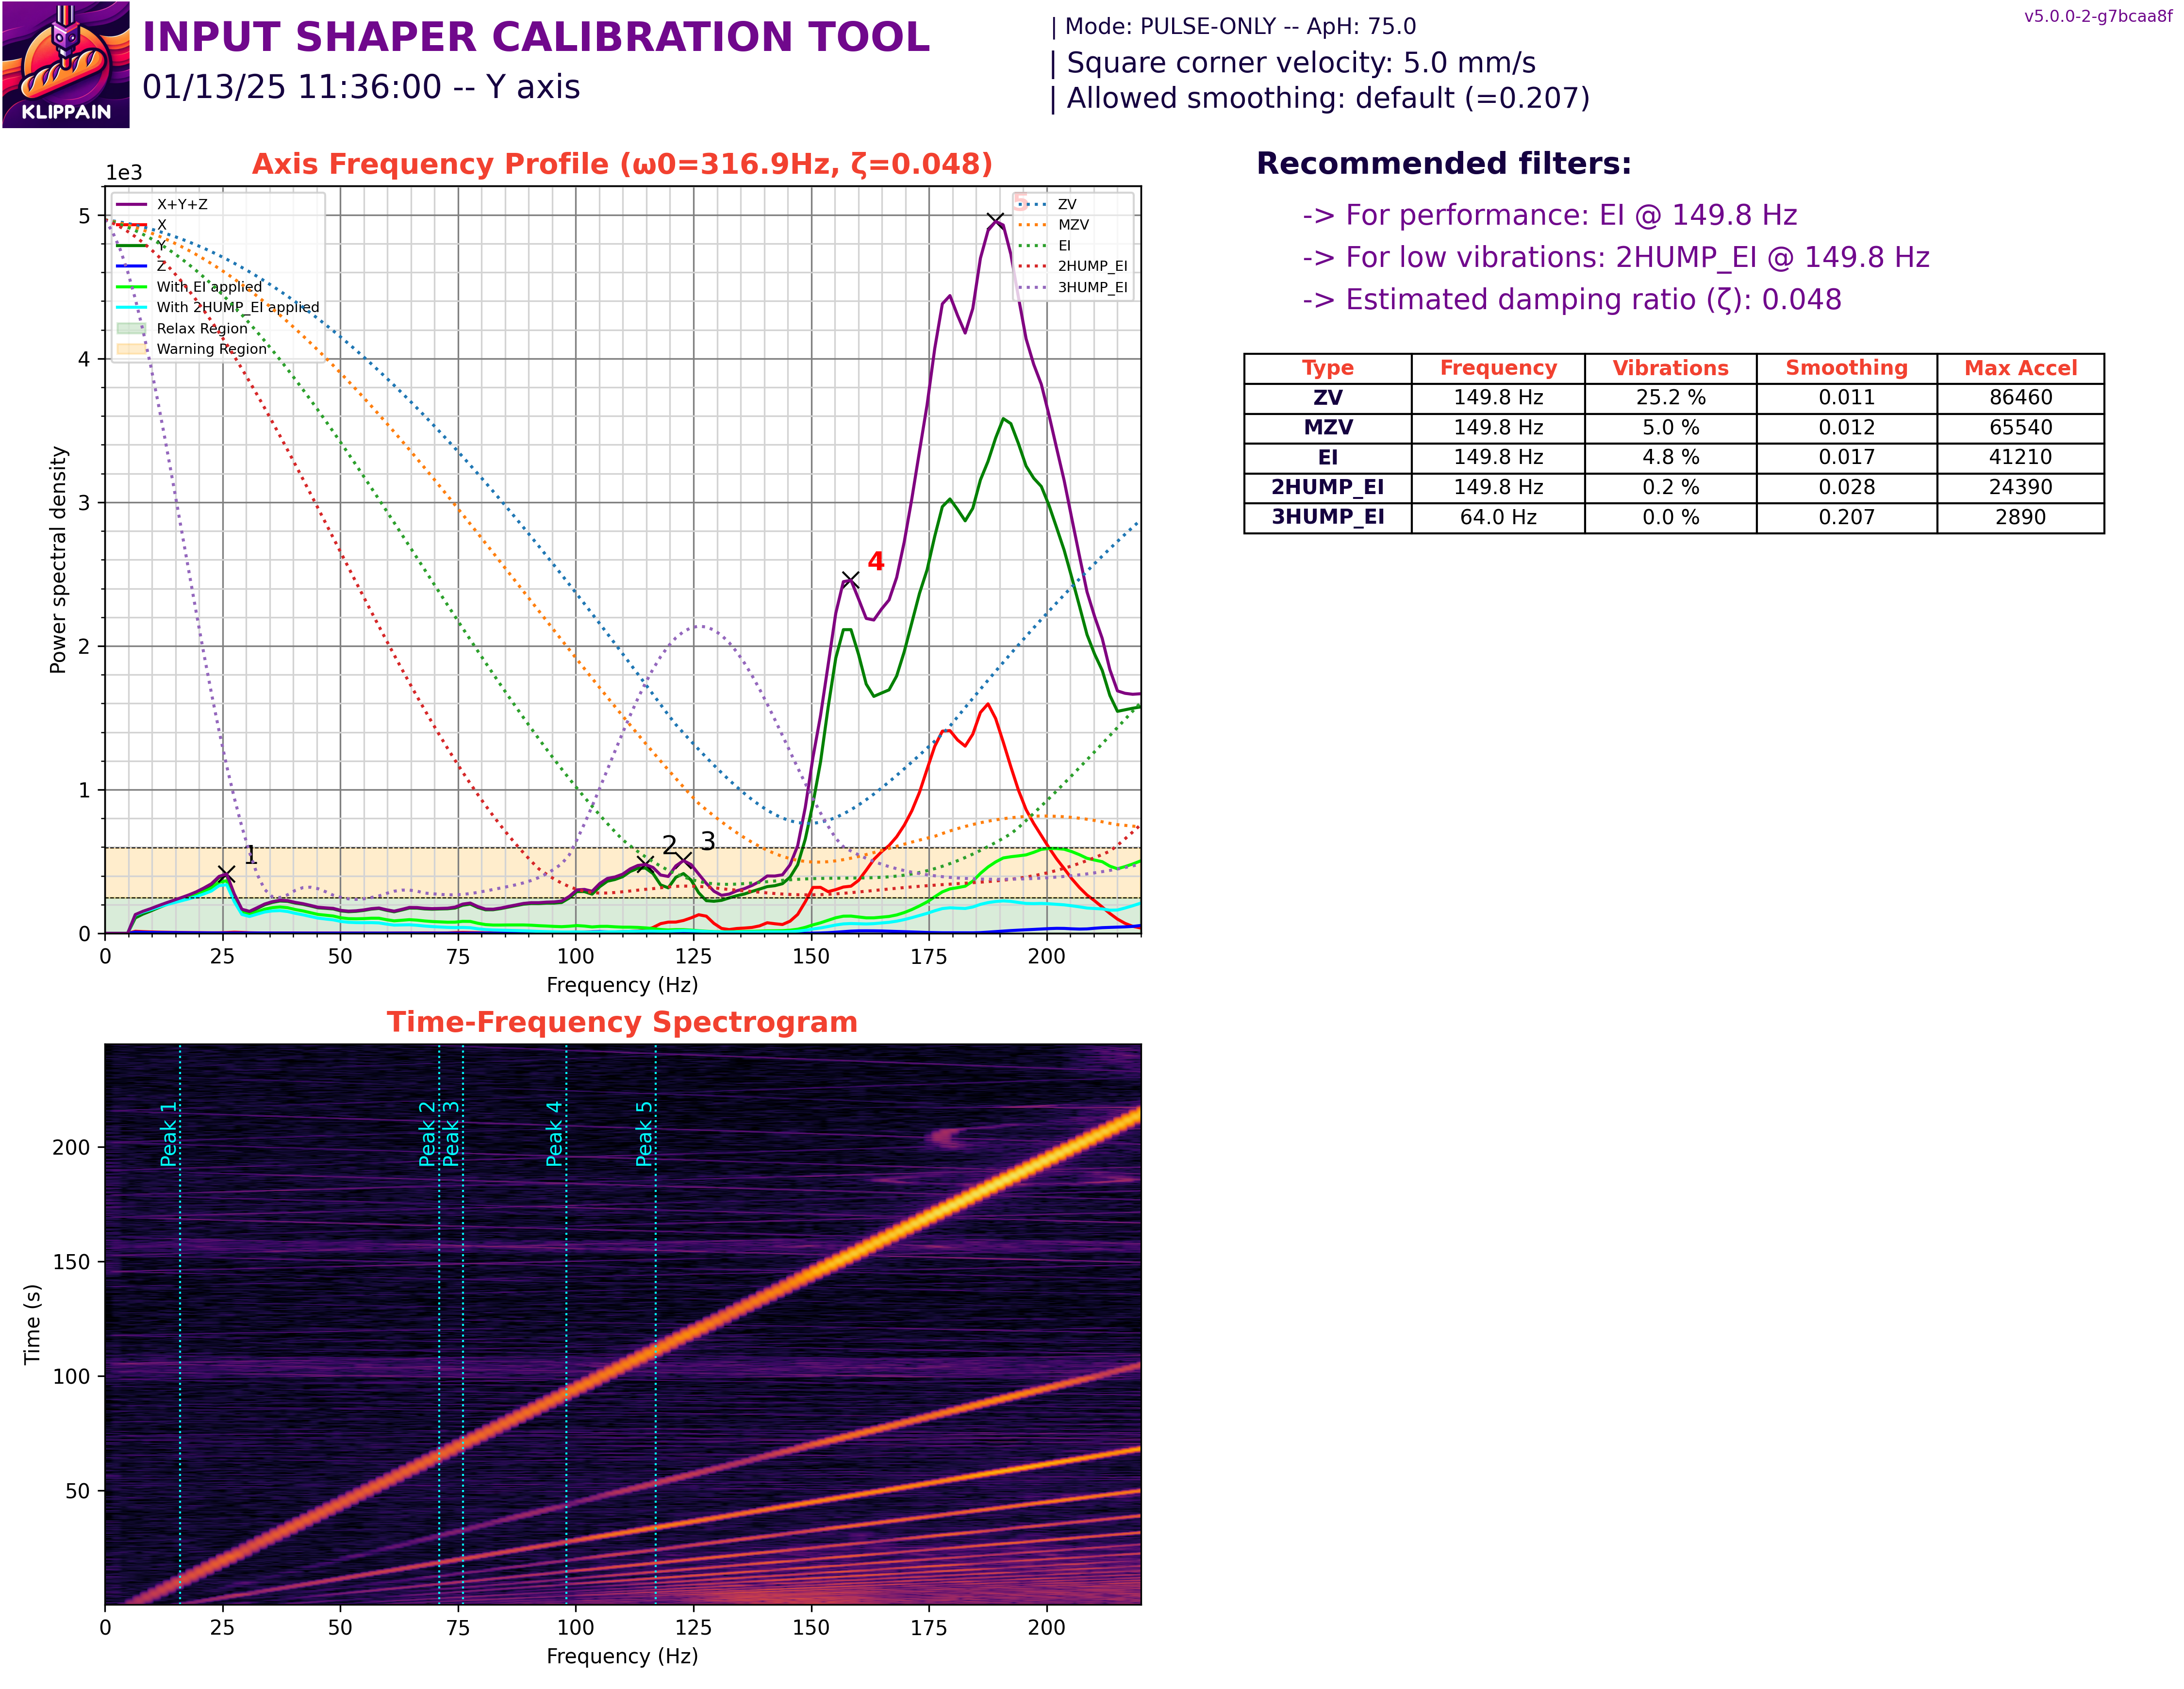 KLIPPAIN
INPUT SHAPER CALIBRATION TOOL
01/13/25 11:36:00 -- Y axis
| Mode: PULSE-ONLY -- ApH: 75.0
| Square corner velocity: 5.0 mm/s
| Allowed smoothing: default (=0.207)
v5.0.0-2-g7bcaa8f
Axis Frequency Profile (ω0=316.9Hz, ζ=0.048)
1e3
X+Y+Z
X
Y
Z
With EI applied
With 2HUMP_EI applied
Relax Region
Warning Region
ZV
MZV
EI
2HUMP_EI
3HUMP_EI
1
2
3
4
5
5
4
3
2
1
0
Power spectral density
0 25 50 75 100 125 150 175 200
Frequency (Hz)
Recommended filters:
-> For performance: EI @ 149.8 Hz
-> For low vibrations: 2HUMP_EI @ 149.8 Hz
-> Estimated damping ratio (ζ): 0.048
Type Frequency Vibrations Smoothing Max Accel
ZV 149.8 Hz 25.2 % 0.011 86460
MZV 149.8 Hz 5.0 % 0.012 65540
EI 149.8 Hz 4.8 % 0.017 41210
2HUMP_EI 149.8 Hz 0.2 % 0.028 24390
3HUMP_EI 64.0 Hz 0.0 % 0.207 2890
Time-Frequency Spectrogram
Peak 1
Peak 2
Peak 3
Peak 4
Peak 5
200
150
100
50
Time (s)
0 25 50 75 100 125 150 175 200
Frequency (Hz)